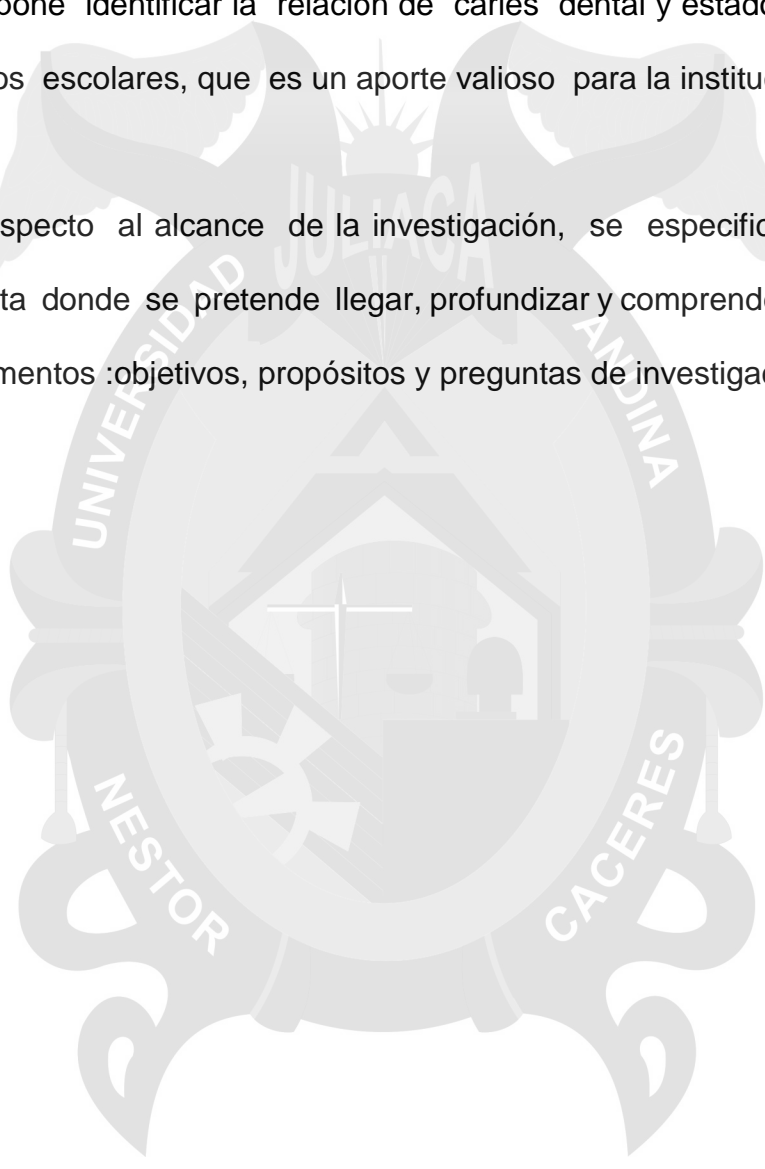 pone identificar la relación de caries dental y estado
os escolares, que es un aporte valioso para la institu
specto al alcance de la investigación, se especific
ta donde se pretende llegar, profundizar y comprend
mentos :objetivos, propósitos y preguntas de investiga
JULIACA
UNIVERSIDAD ANDINA
NESTOR CACERES